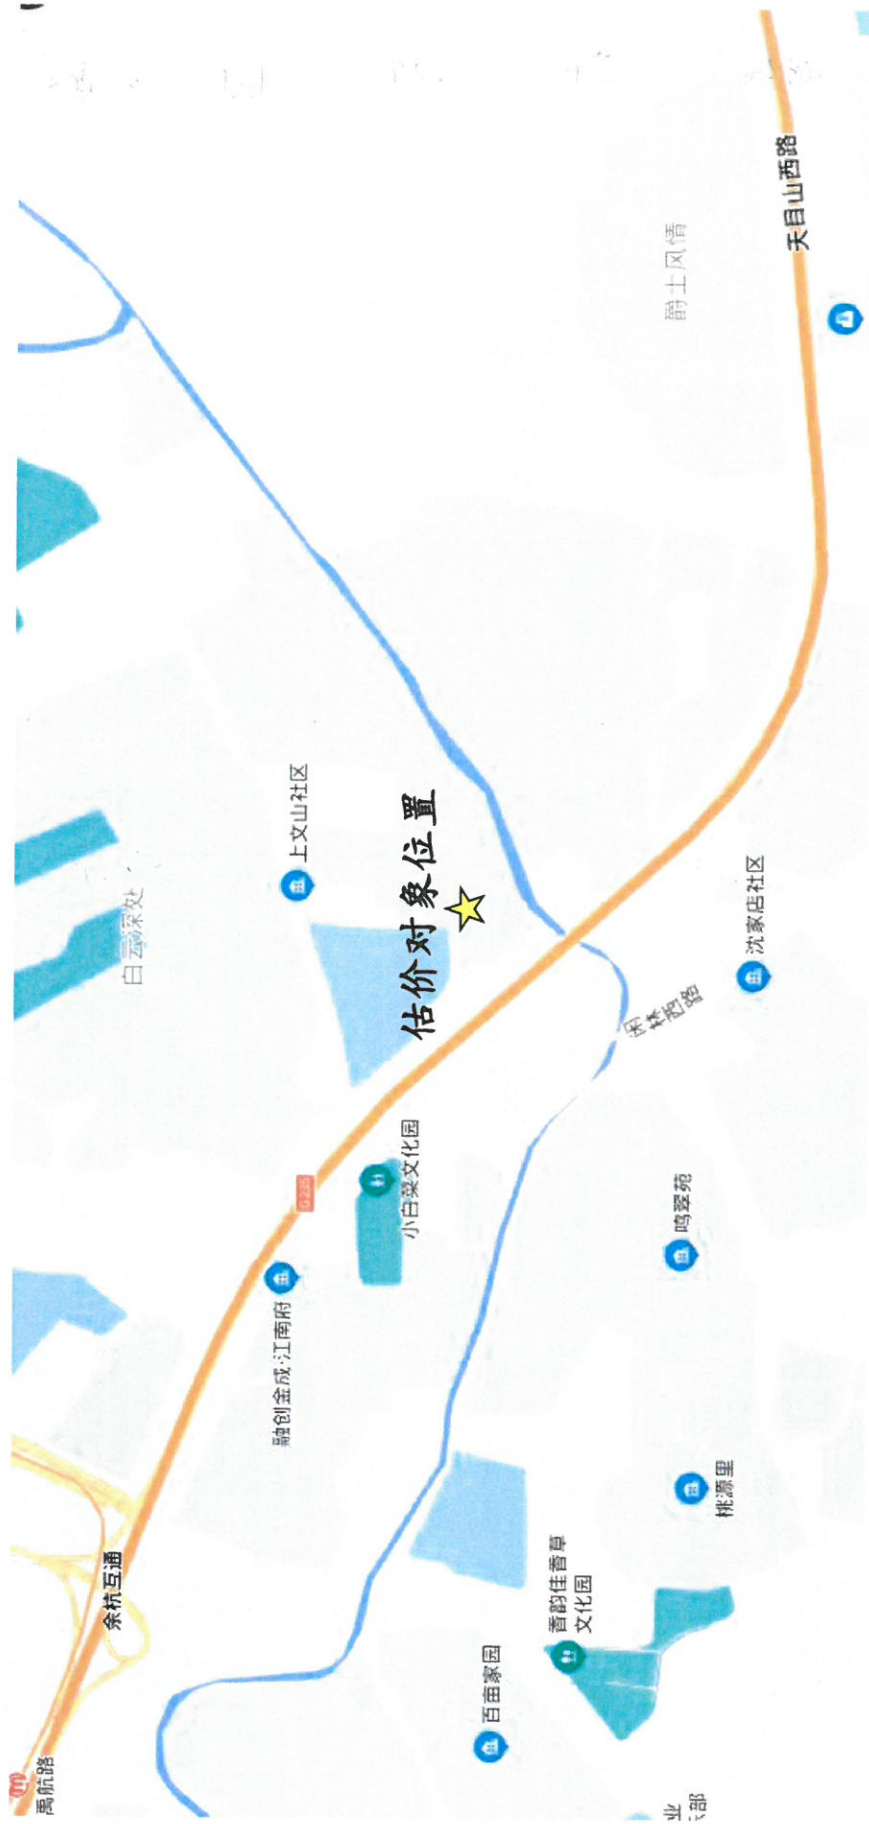 禹航路
余杭互通
白云深处
融创金成·江南府
G235
上文山社区
小白菜文化园
估价对象位置
百亩家园
香韵佳香草
文化园
闲林
西路
鸣翠苑
爵士风情
桃源里
沈家店社区
天目山西路
业